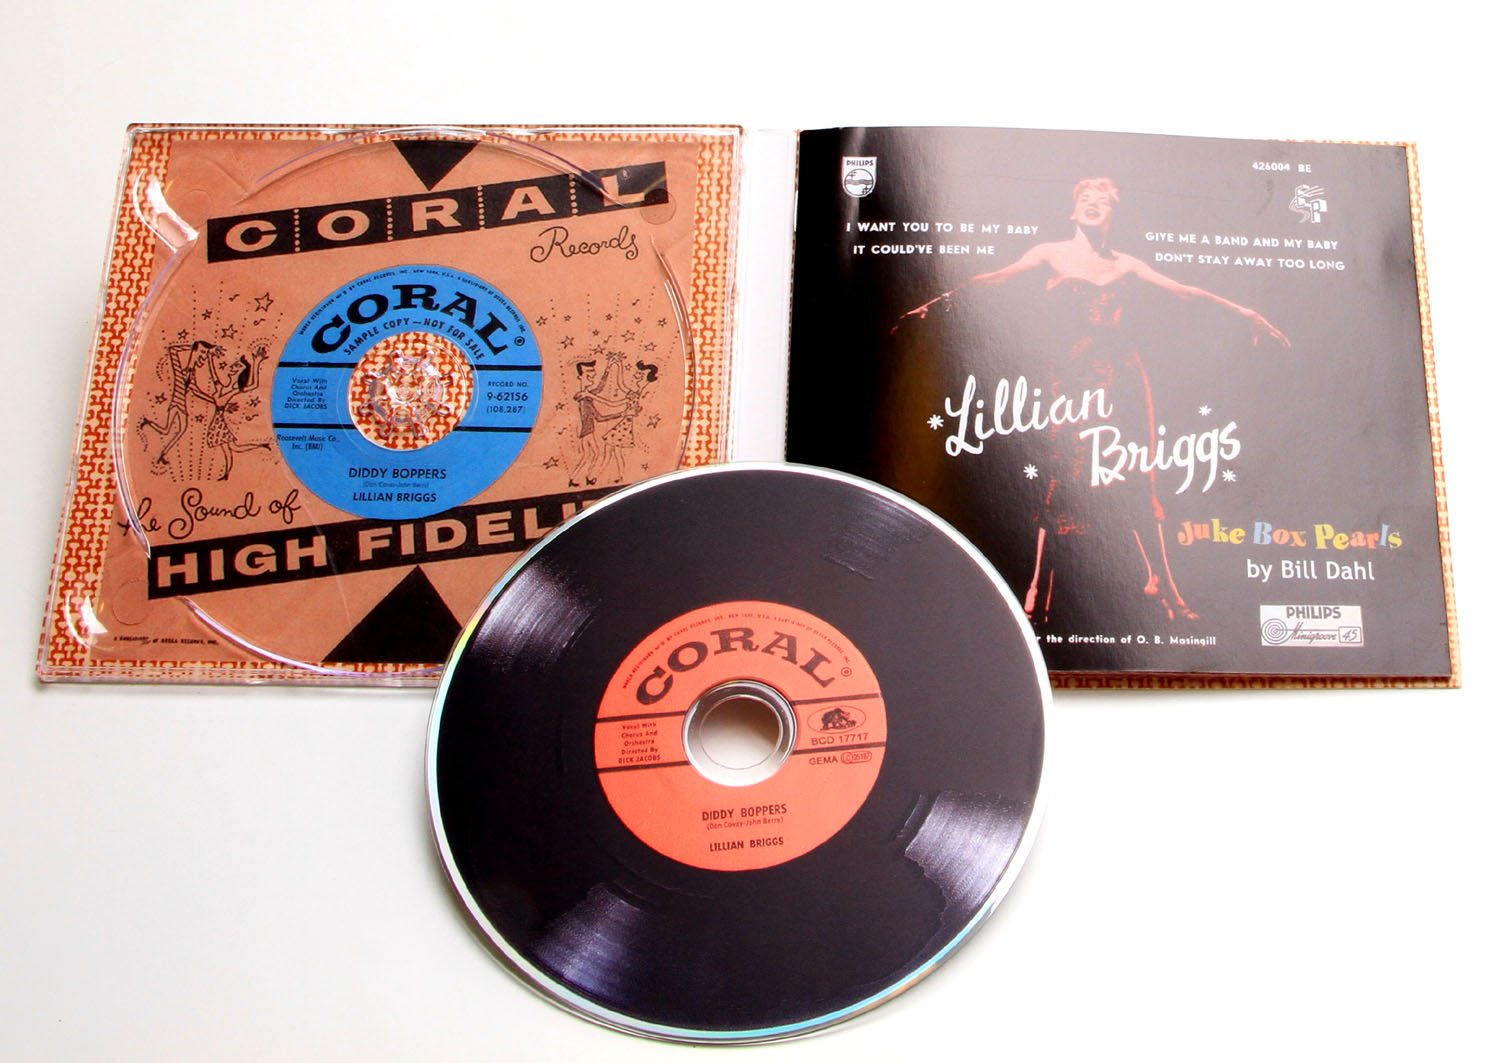 CORAL
Records
CORAL®
SAMPLE COPY — NOT FOR SALE
Vocal With
Chorus And
Orchestra
Directed By
DICK JACOBS
RECORD NO.
9-62156
(108,287)
Roosevelt Music Co.,
Inc. (BMI)
DIDDY BOPPERS
(Don Covay-John Berry)
LILLIAN BRIGGS
the Sound of
HIGH FIDELI
PHILIPS
426004 BE
I WANT YOU TO BE MY BABY
IT COULD'VE BEEN ME
GIVE ME A BAND AND MY BABY
DON'T STAY AWAY TOO LONG
Lillian
Briggs
Juke Box Pearls
by Bill Dahl
PHILIPS
Minigroove 45
r the direction of O. B. Masingill
CORAL®
Vocal With
Chorus And
Orchestra
Directed By
DICK JACOBS
BCD 17717
GEMA LC 05197
DIDDY BOPPERS
(Don Covay-John Berry)
LILLIAN BRIGGS